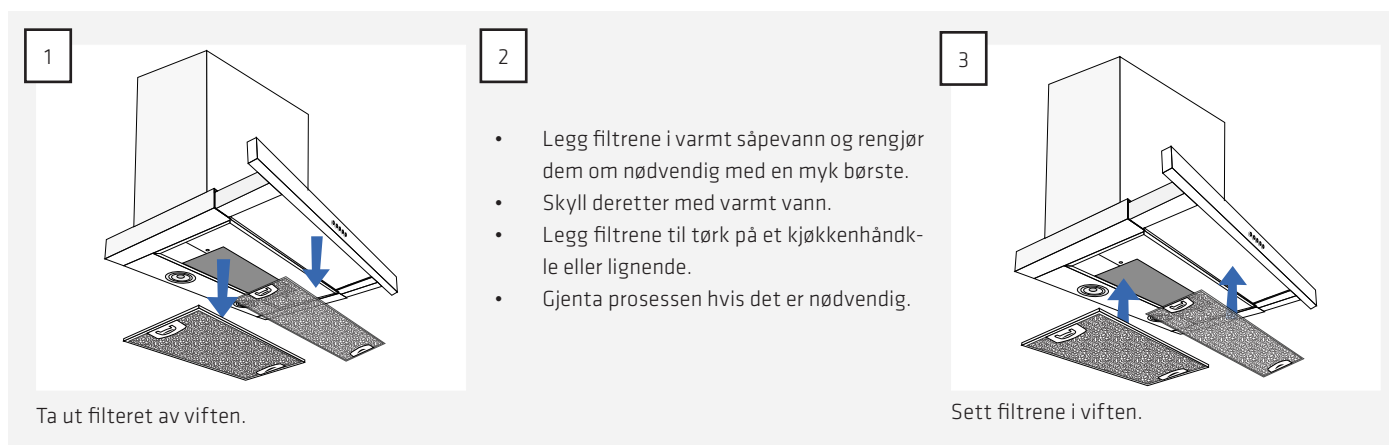 1
Ta ut filteret av viften.
2
• Legg filtrene i varmt såpevann og rengjør
dem om nødvendig med en myk børste.
• Skyll deretter med varmt vann.
• Legg filtrene til tørk på et kjøkkenhåndk-
le eller lignende.
• Gjenta prosessen hvis det er nødvendig.
3
Sett filtrene i viften.